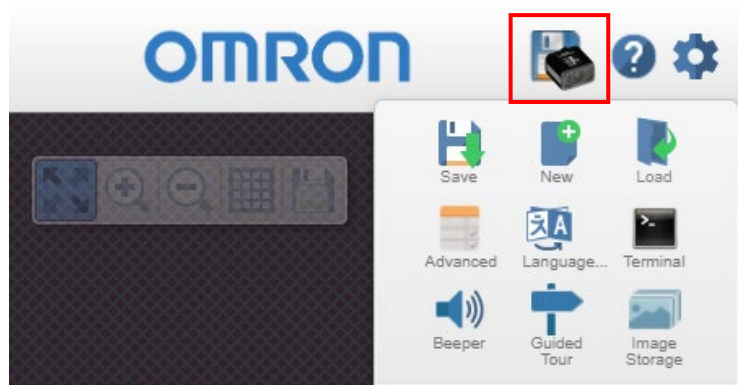 OMRON
?
Save New Load
A
>_
Advanced Language... Terminal
Beeper Guided Tour Image Storage